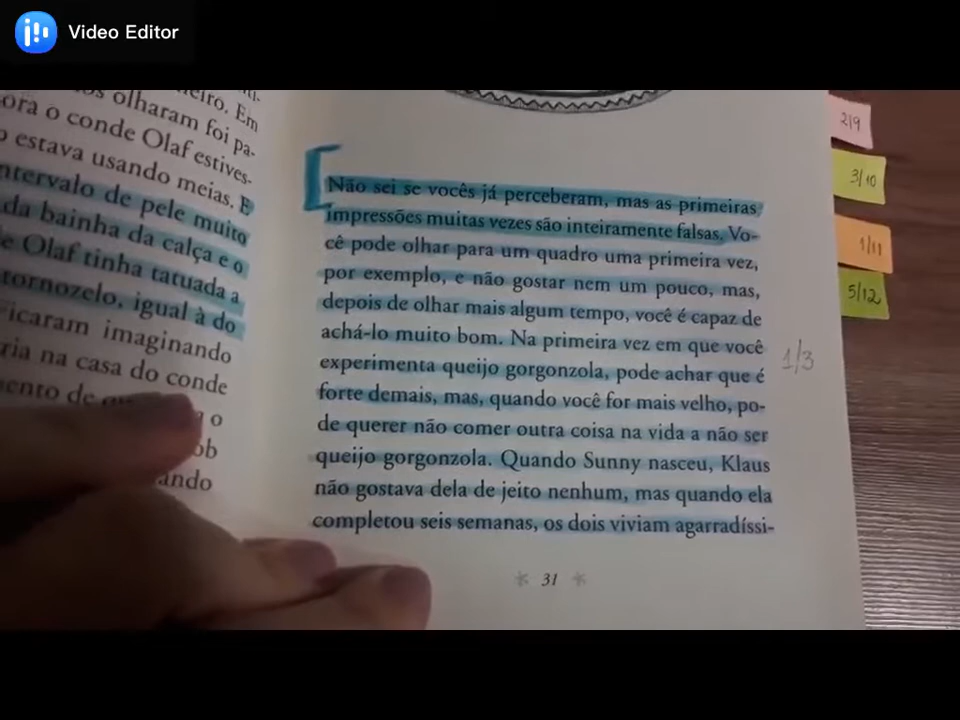 Video Editor
olharam foi pa-
ora o conde Olaf estives-
estava usando meias. E
ntervalo de pele muito
da bainha da calça e o
e Olaf tinha tatuada a
tornozelo, igual à do
icaram imaginando
ria na casa do conde
mento de
o
ob
ando
Não sei se vocês já perceberam, mas as primeiras
impressões muitas vezes são inteiramente falsas. Vo-
cê pode olhar para um quadro uma primeira vez,
por exemplo, e não gostar nem um pouco, mas,
depois de olhar mais algum tempo, você é capaz de
achá-lo muito bom. Na primeira vez em que você
experimenta queijo gorgonzola, pode achar que é
forte demais, mas, quando você for mais velho, po-
de querer não comer outra coisa na vida a não ser
queijo gorgonzola. Quando Sunny nasceu, Klaus
não gostava dela de jeito nenhum, mas quando ela
completou seis semanas, os dois viviam agarradíssi-
31
1/3
2/9
3/10
1/11
5/12